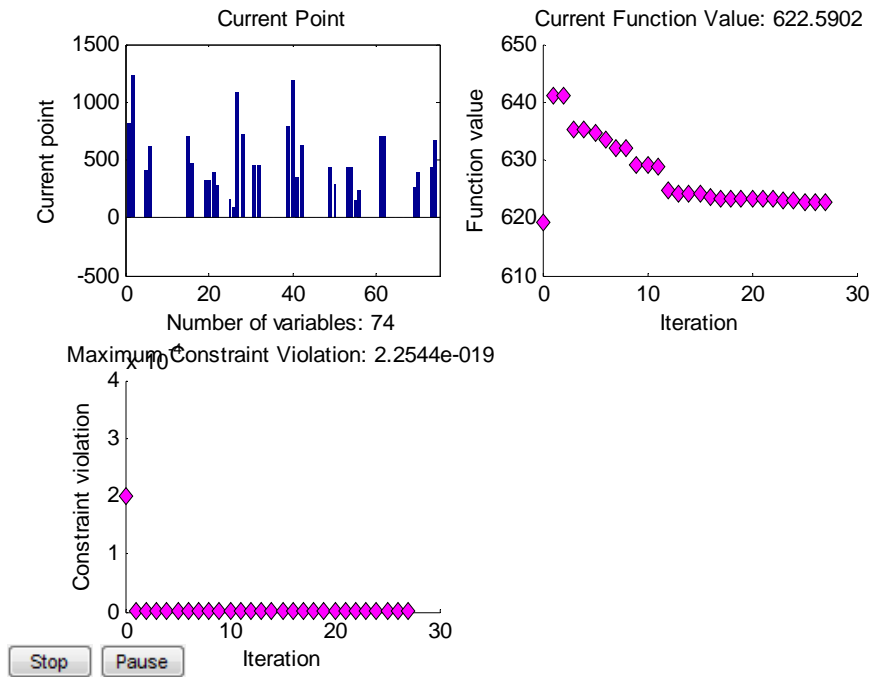 Current Point
1500
1000
500
0
-500
0
20
40
60
Current point
Number of variables: 74
Current Function Value: 622.5902
650
640
630
620
610
0
10
20
30
Function value
Iteration
Maximum Constraint Violation: 2.2544e-019
x 10^-4
4
3
2
1
0
0
10
20
30
Constraint violation
Iteration
Stop
Pause